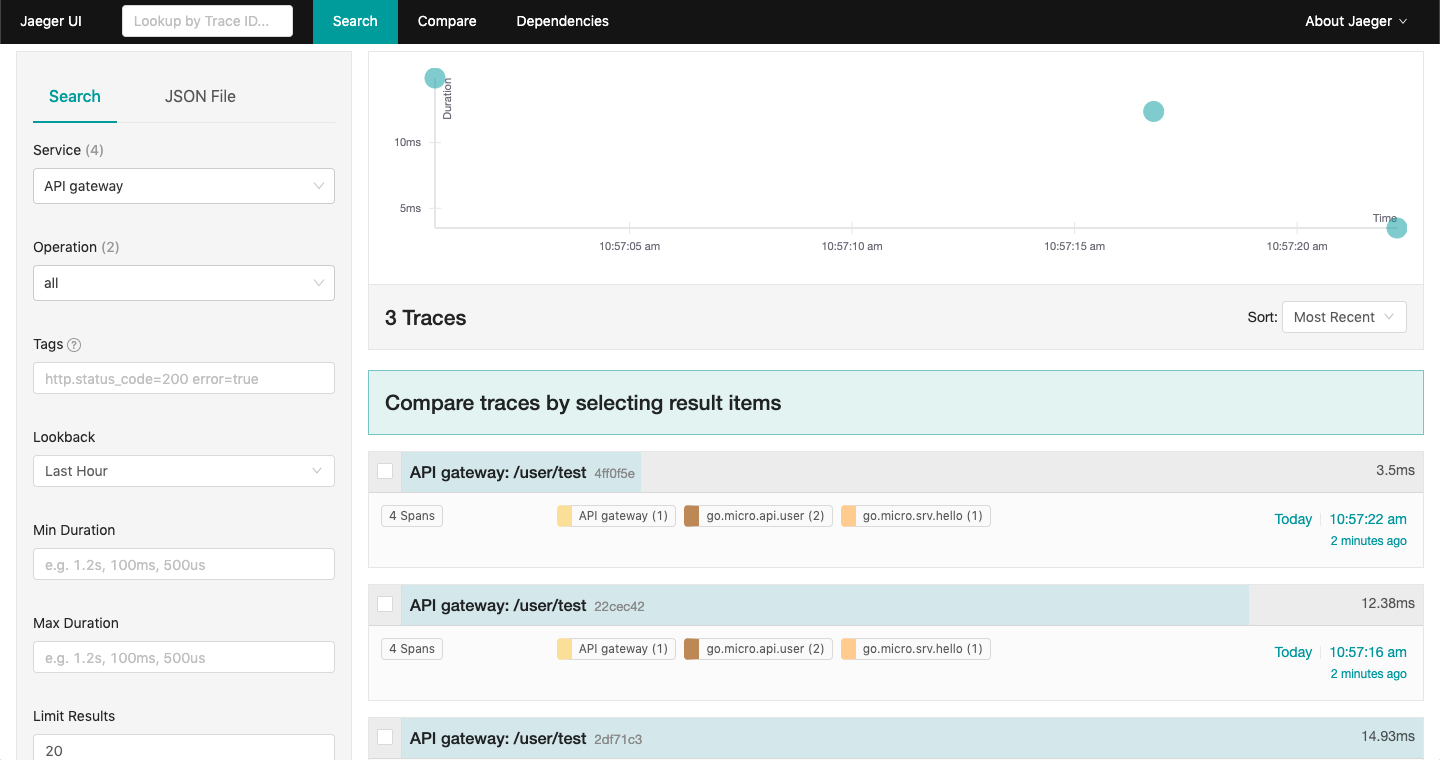 Jaeger UI
Lookup by Trace ID...
Search
Compare
Dependencies
About Jaeger
Search
JSON File
Service (4)
API gateway
Operation (2)
all
Tags ?
http.status_code=200 error=true
Lookback
Last Hour
Min Duration
e.g. 1.2s, 100ms, 500us
Max Duration
e.g. 1.2s, 100ms, 500us
Limit Results
20
Duration
10ms
5ms
Time
10:57:05 am
10:57:10 am
10:57:15 am
10:57:20 am
3 Traces
Sort: Most Recent
Compare traces by selecting result items
API gateway: /user/test 4ff0f5e
3.5ms
4 Spans
API gateway (1)
go.micro.api.user (2)
go.micro.srv.hello (1)
Today 10:57:22 am
2 minutes ago
API gateway: /user/test 22cec42
12.38ms
4 Spans
API gateway (1)
go.micro.api.user (2)
go.micro.srv.hello (1)
Today 10:57:16 am
2 minutes ago
API gateway: /user/test 2df71c3
14.93ms